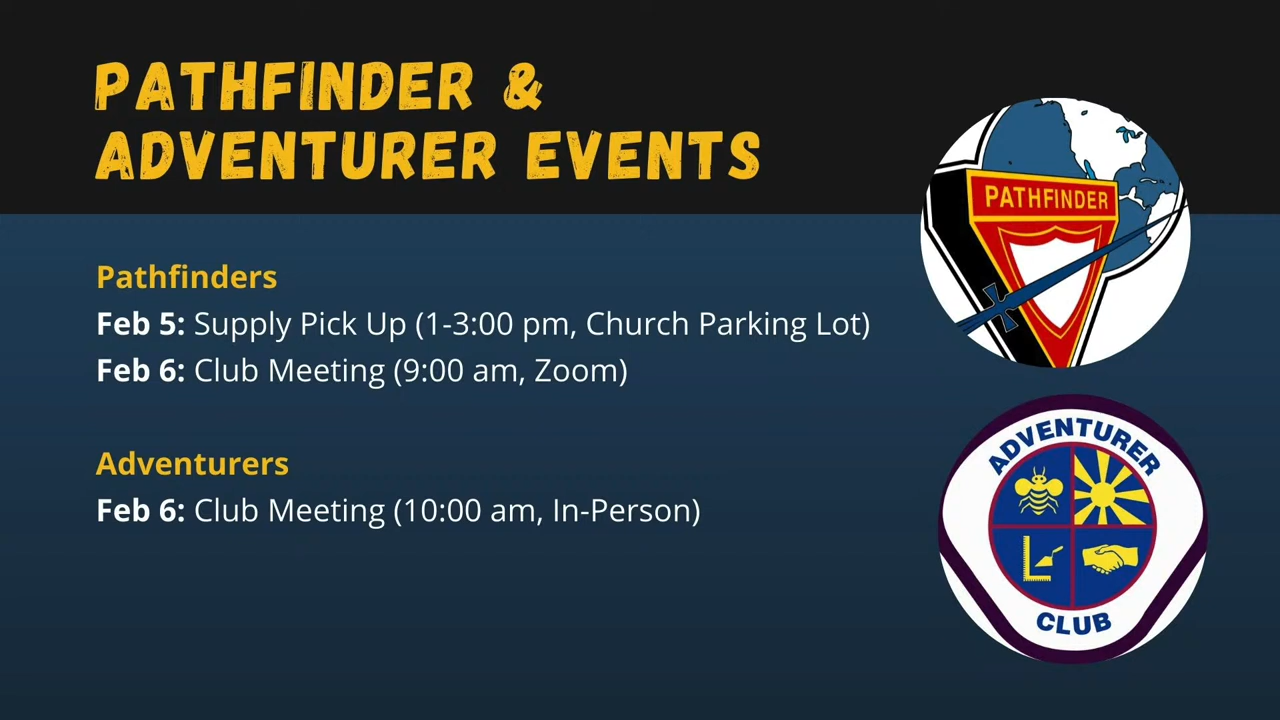 PATHFINDER &
ADVENTURER EVENTS
Pathfinders
Feb 5: Supply Pick Up (1-3:00 pm, Church Parking Lot)
Feb 6: Club Meeting (9:00 am, Zoom)
Adventurers
Feb 6: Club Meeting (10:00 am, In-Person)
PATHFINDER
ADVENTURER
CLUB